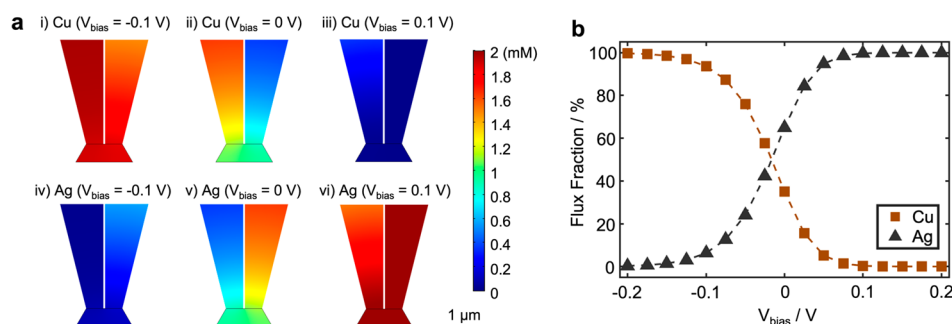 a
i) Cu (Vbias = -0.1 V) ii) Cu (Vbias = 0 V) iii) Cu (Vbias = 0.1 V)
2 (mM)
1.8
1.6
1.4
1.2
1
0.8
0.6
0.4
0.2
0
iv) Ag (Vbias = -0.1 V) v) Ag (Vbias = 0 V) vi) Ag (Vbias = 0.1 V)
1 μm
b
Flux Fraction / %
100
80
60
40
20
0
Cu
Ag
-0.2 -0.1 0 0.1 0.2
Vbias / V